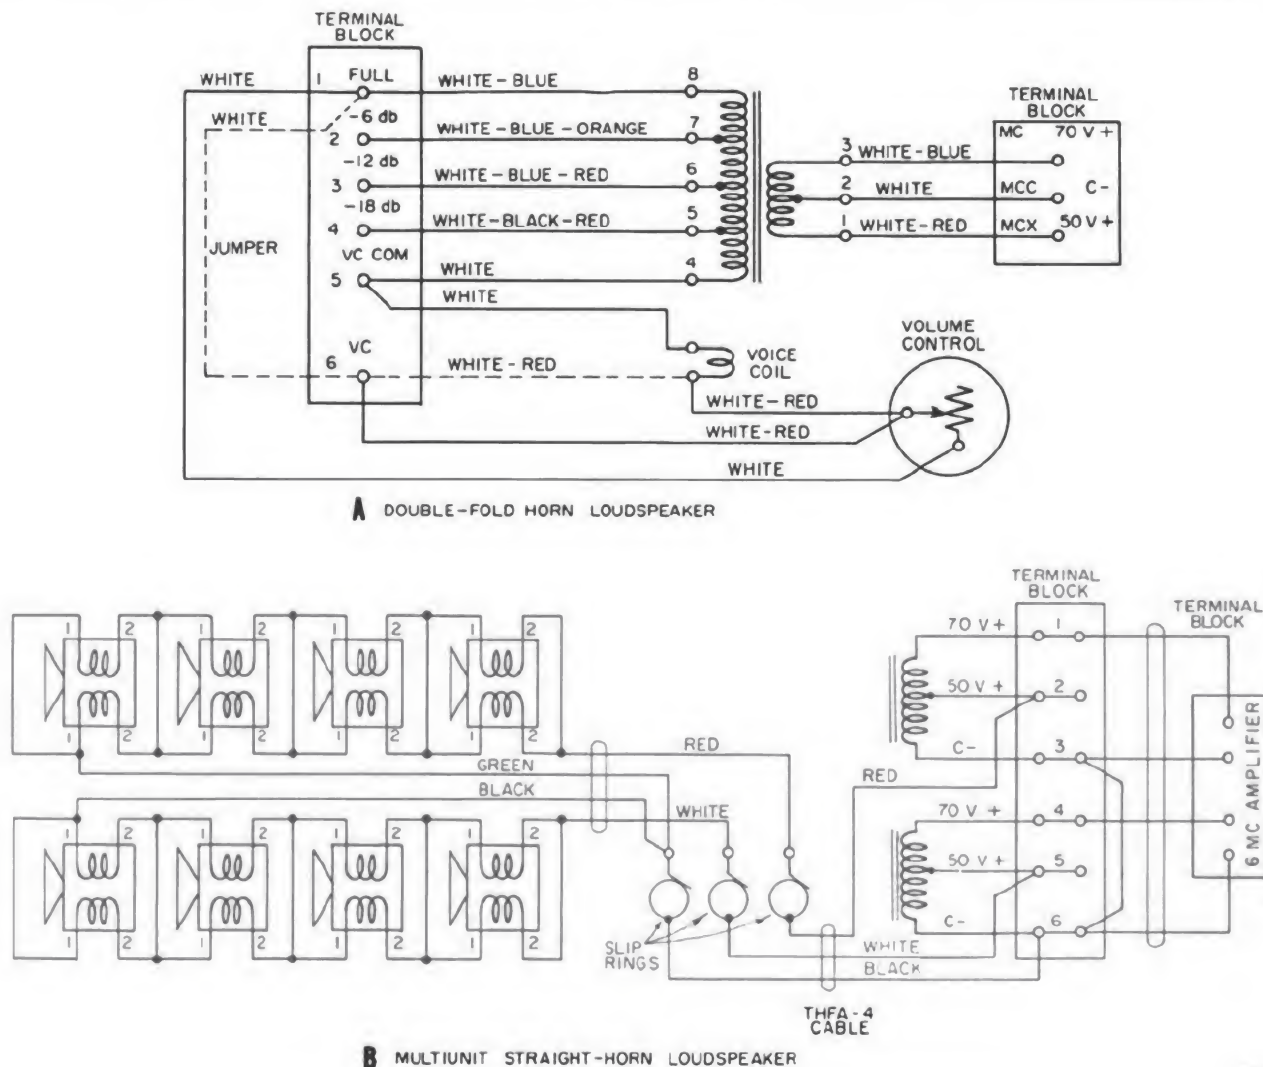 TERMINAL
BLOCK
WHITE
1
FULL
WHITE-BLUE
8
WHITE
-6 db
2
WHITE-BLUE-ORANGE
7
-12 db
3
WHITE-BLUE-RED
6
-18 db
4
WHITE-BLACK-RED
5
JUMPER
VC COM
5
WHITE
4
WHITE
VC
6
WHITE-RED
VOICE
COIL
WHITE-RED
WHITE-RED
WHITE
TERMINAL
BLOCK
3
WHITE-BLUE
MC
70 V +
2
WHITE
MCC
C-
1
WHITE-RED
MCX
50 V +
VOLUME
CONTROL
A DOUBLE-FOLD HORN LOUDSPEAKER
1 2 1 2 1 2 1 2
1 2 1 2 1 2 1 2
RED
GREEN
BLACK
WHITE
1 2 1 2 1 2 1 2
1 2 1 2 1 2 1 2
SLIP
RINGS
RED
WHITE
BLACK
THFA-4
CABLE
TERMINAL
BLOCK
70 V +
1
50 V +
2
C-
3
70 V +
4
50 V +
5
C-
6
TERMINAL
BLOCK
6 MC AMPLIFIER
B MULTIUNIT STRAIGHT-HORN LOUDSPEAKER